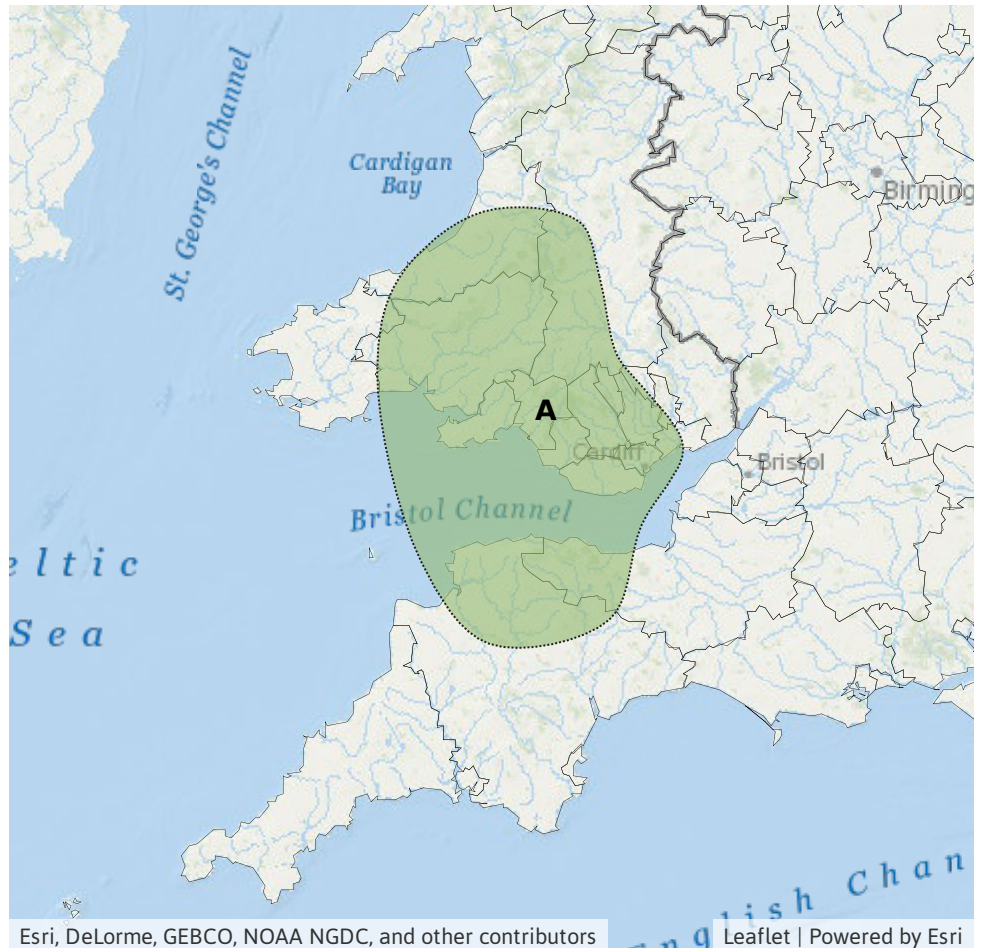 St. George's Channel
Cardigan
Bay
Birming
A
Cardiff
Bristol
Bristol Channel
eltic
Sea
English Chan
Esri, DeLorme, GEBCO, NOAA NGDC, and other contributors
Leaflet | Powered by Esri